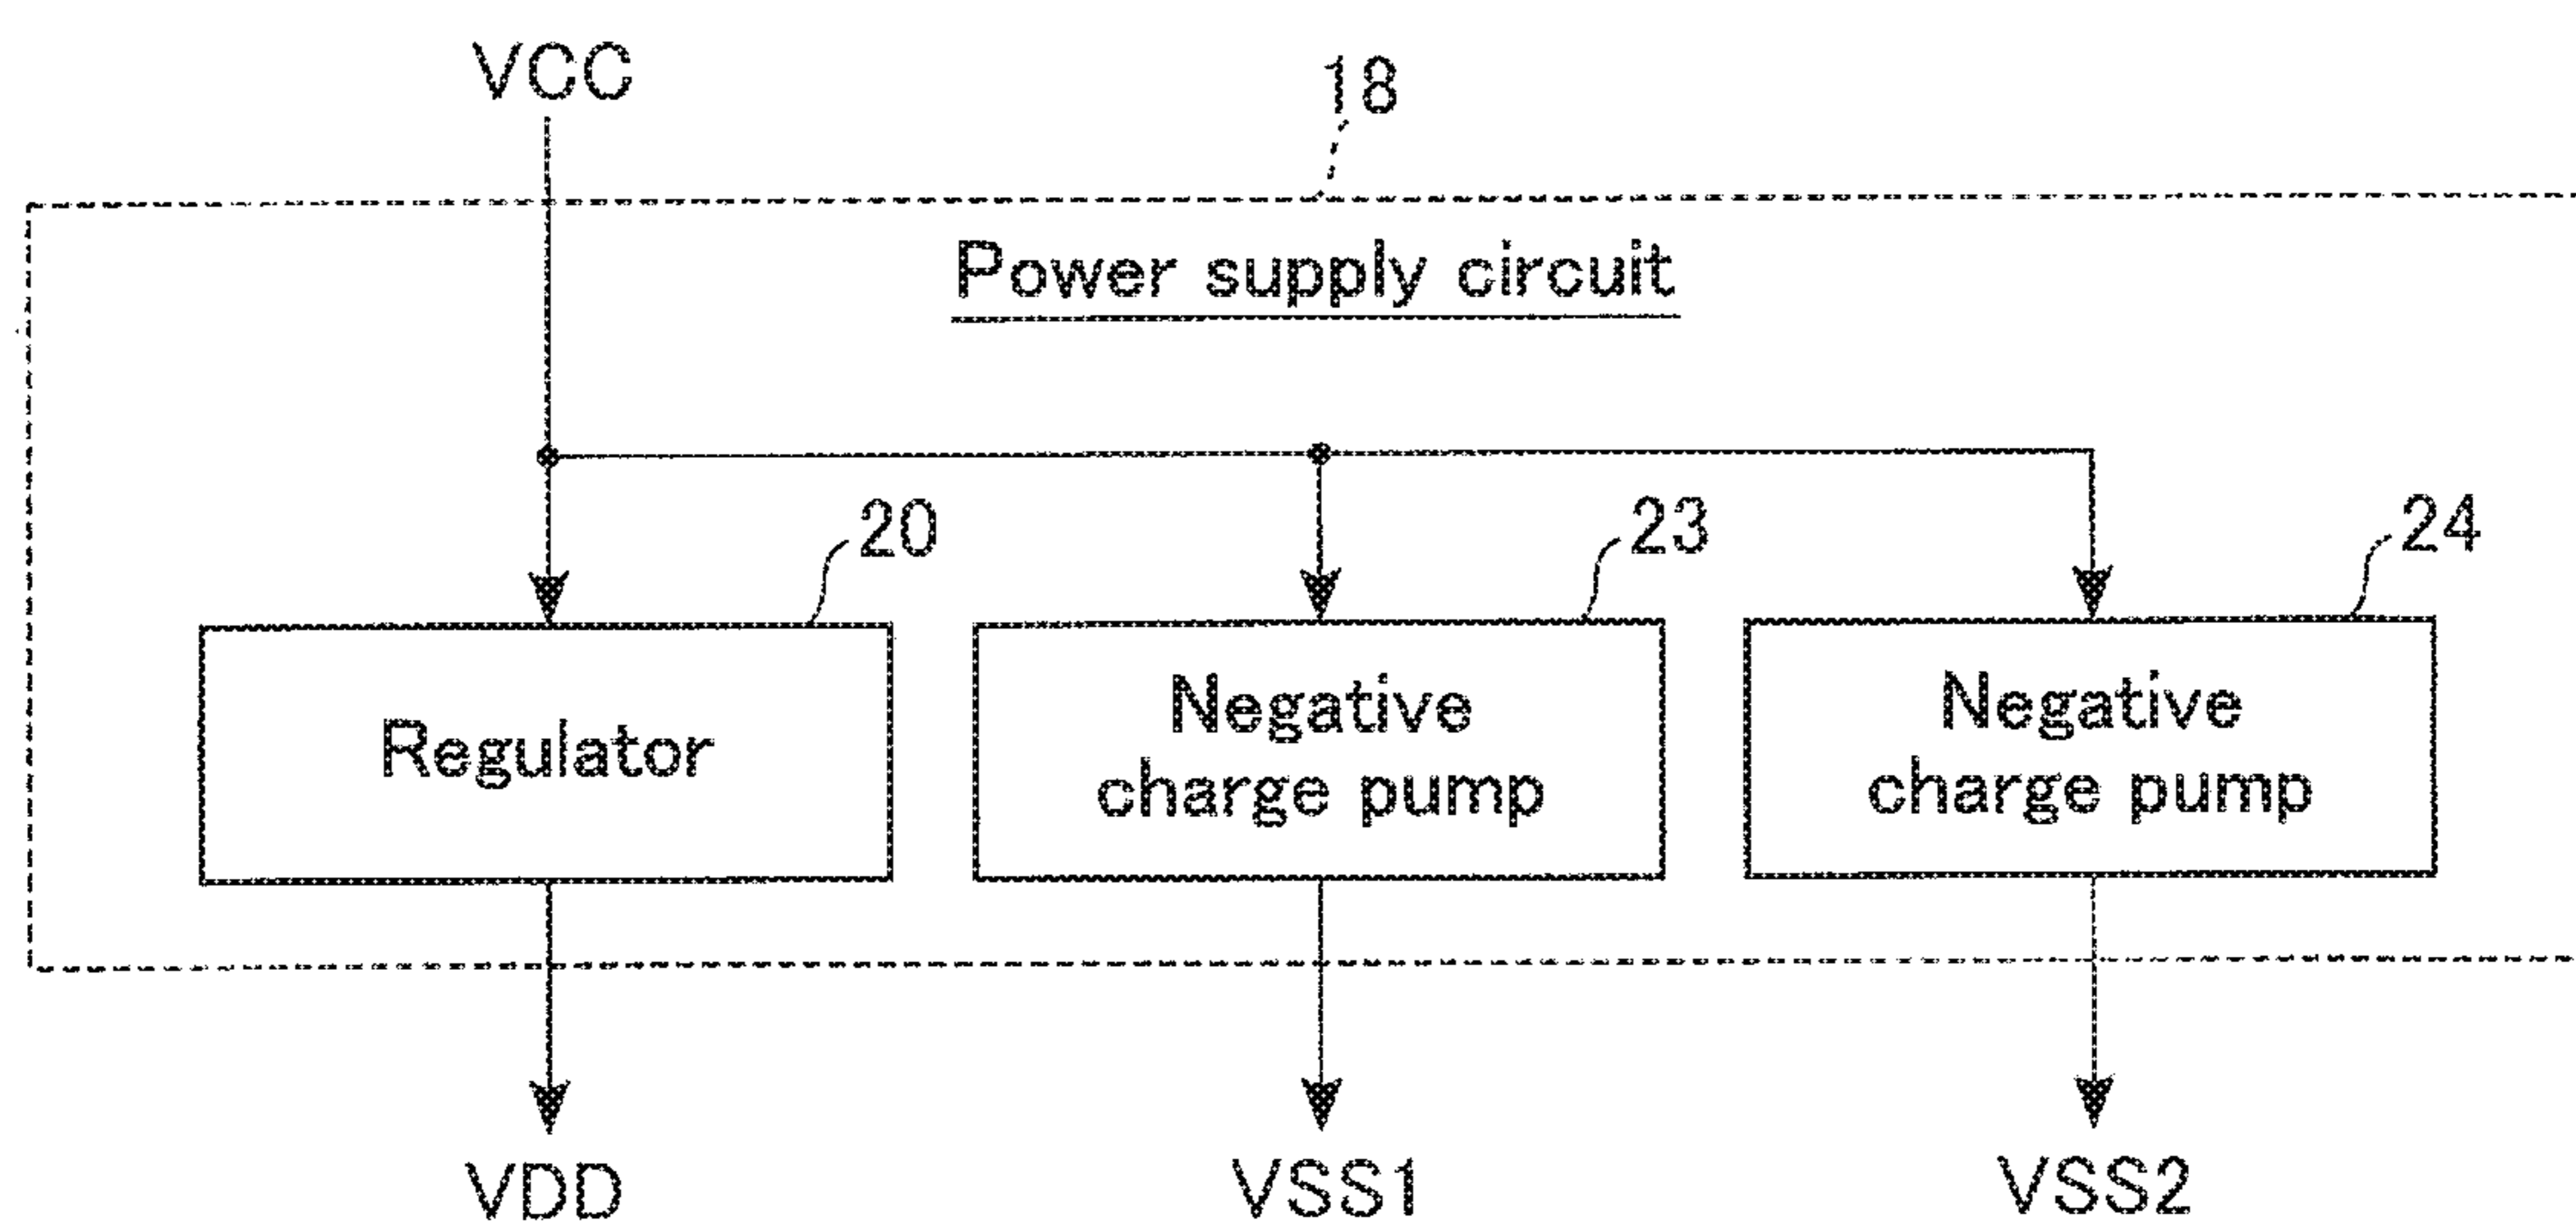 VCC
18
Power supply circuit
20
23
24
Regulator
Negative
charge pump
Negative
charge pump
VDD
VSS1
VSS2